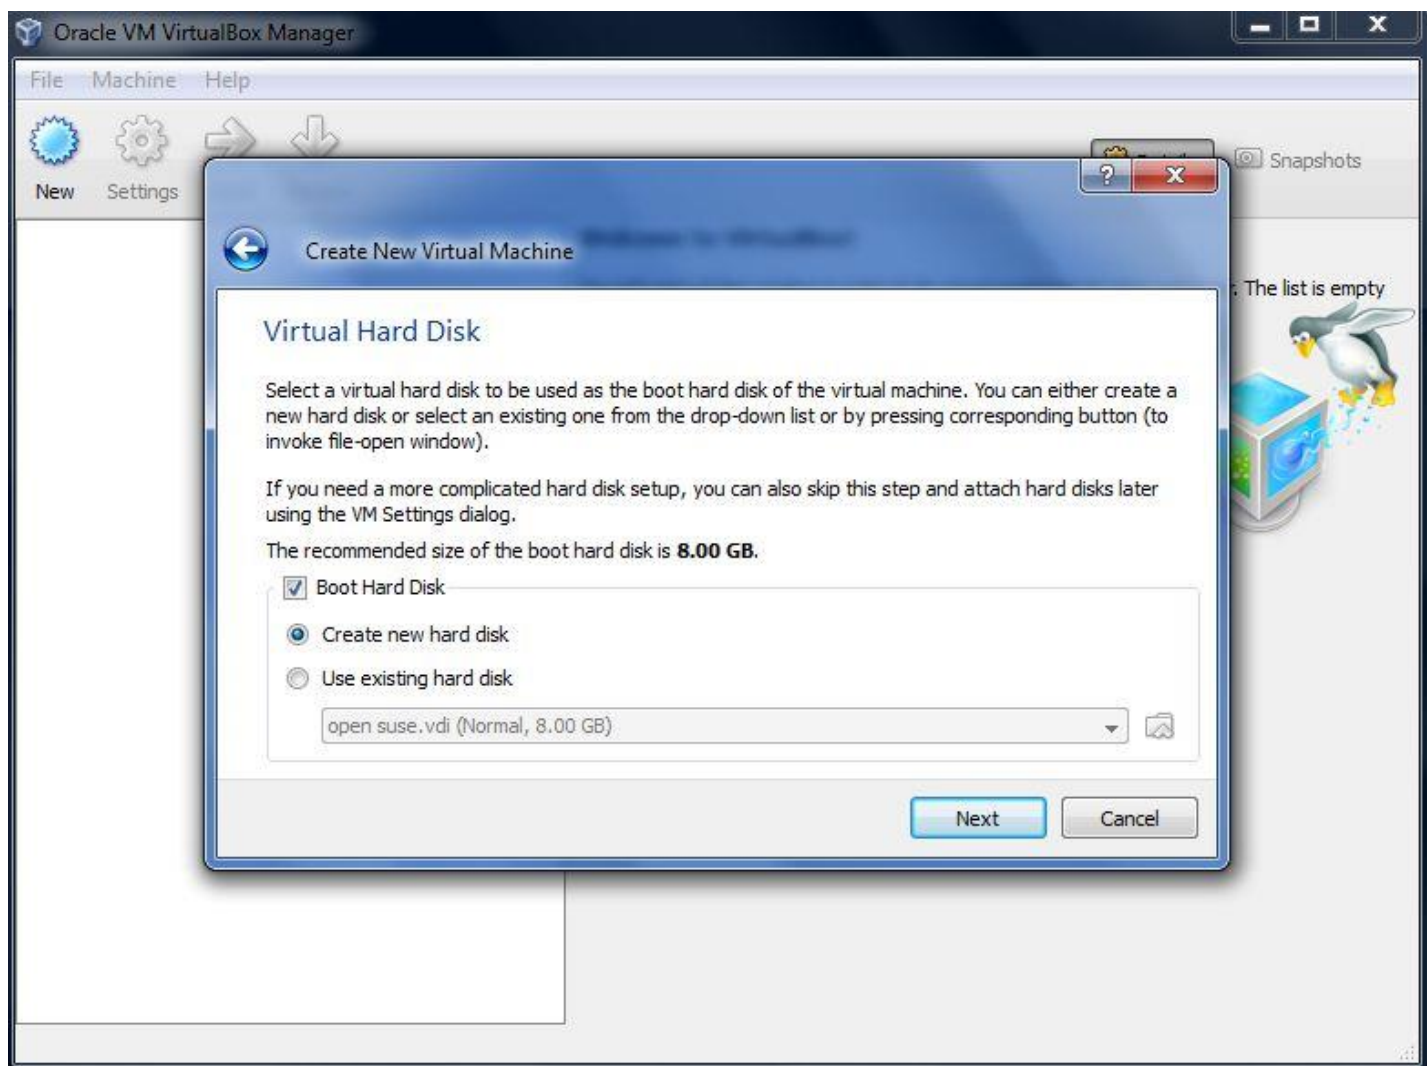 Oracle VM VirtualBox Manager
File Machine Help
New Settings
Snapshots
Create New Virtual Machine
. The list is empty
Virtual Hard Disk
Select a virtual hard disk to be used as the boot hard disk of the virtual machine. You can either create a
new hard disk or select an existing one from the drop-down list or by pressing corresponding button (to
invoke file-open window).
If you need a more complicated hard disk setup, you can also skip this step and attach hard disks later
using the VM Settings dialog.
The recommended size of the boot hard disk is 8.00 GB.
Boot Hard Disk
Create new hard disk
Use existing hard disk
open suse.vdi (Normal, 8.00 GB)
Next Cancel